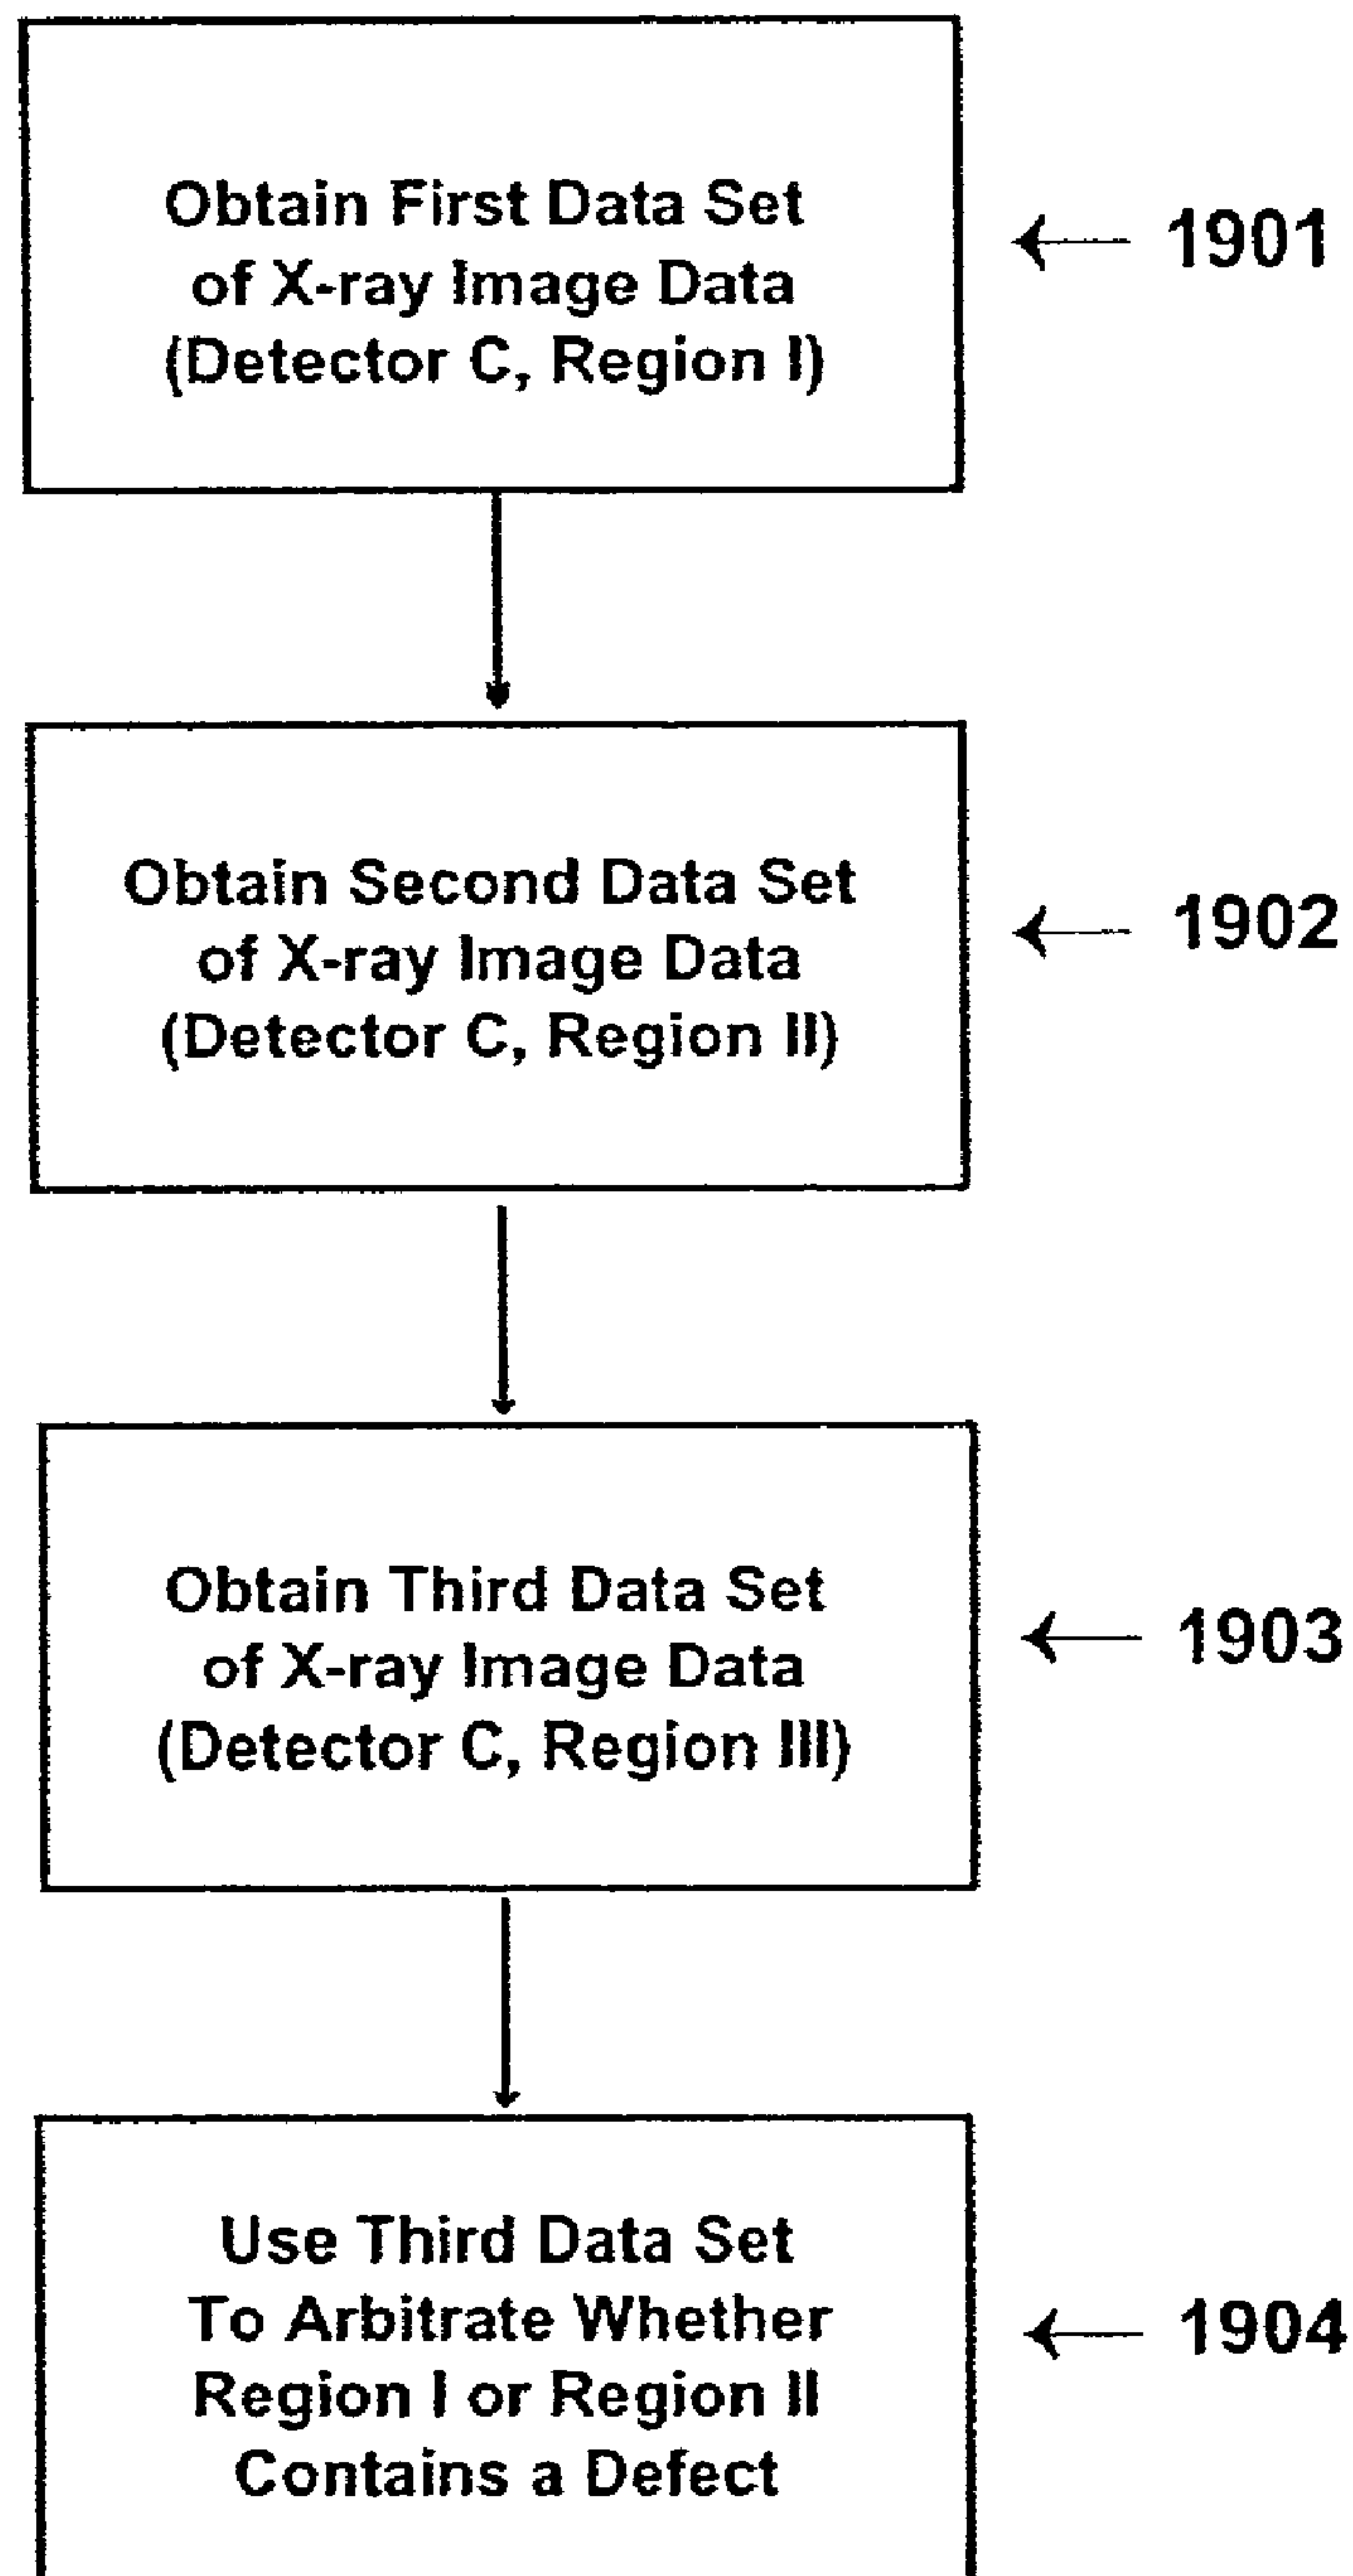 Obtain First Data Set
of X-ray Image Data
(Detector C, Region I)
1901
Obtain Second Data Set
of X-ray Image Data
(Detector C, Region II)
1902
Obtain Third Data Set
of X-ray Image Data
(Detector C, Region III)
1903
Use Third Data Set
To Arbitrate Whether
Region I or Region II
Contains a Defect
1904